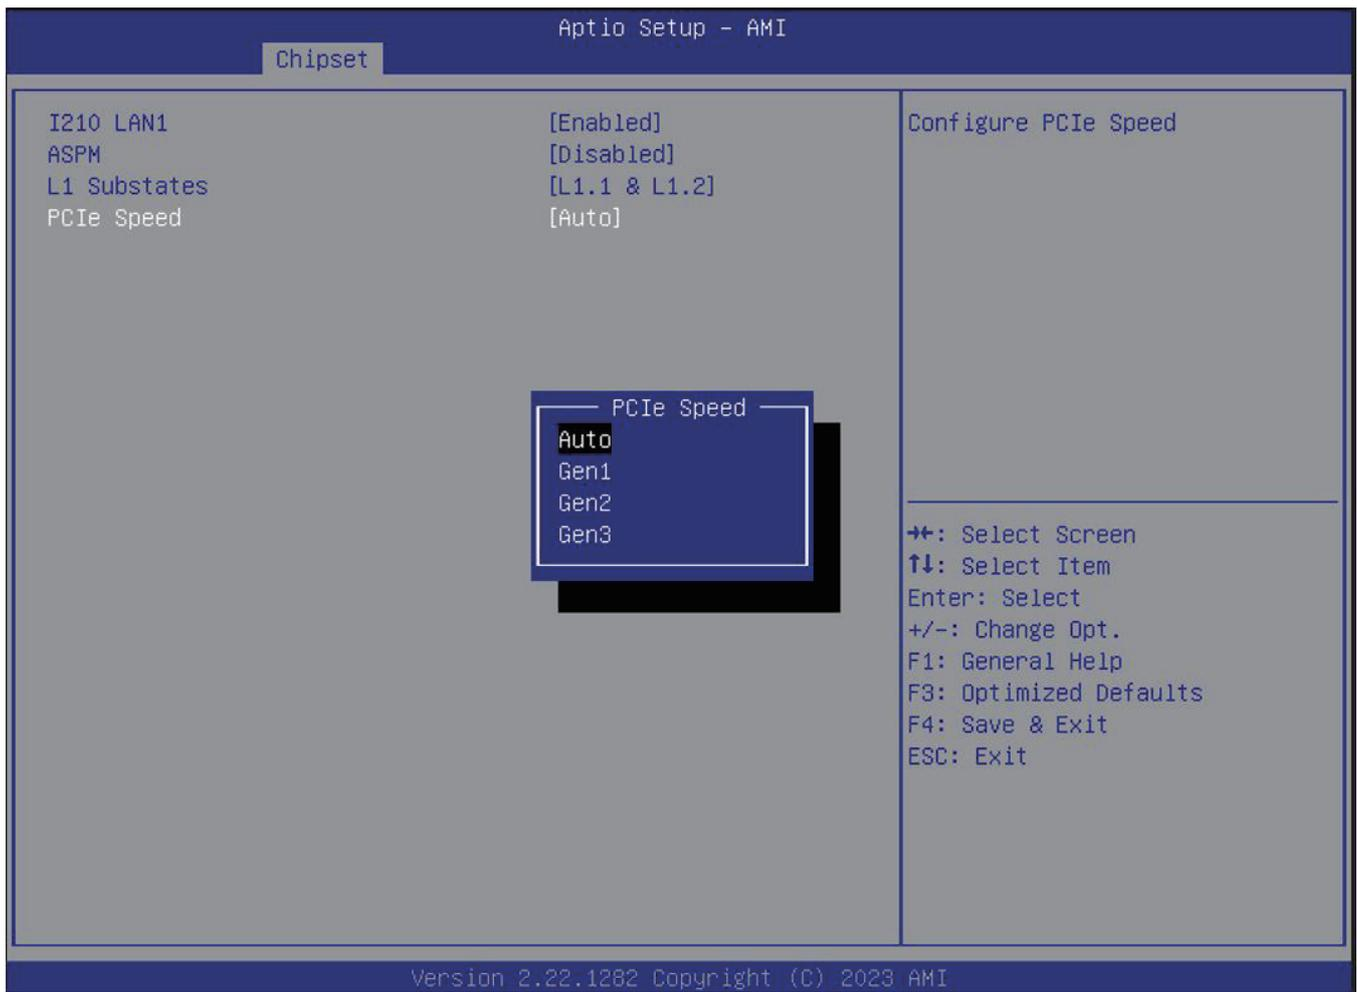 Aptio Setup – AMI
Chipset
I210 LAN1 [Enabled]
ASPM [Disabled]
L1 Substates [L1.1 & L1.2]
PCIe Speed [Auto]
Configure PCIe Speed
PCIe Speed
Auto
Gen1
Gen2
Gen3
→←: Select Screen
↑↓: Select Item
Enter: Select
+/-: Change Opt.
F1: General Help
F3: Optimized Defaults
F4: Save & Exit
ESC: Exit
Version 2.22.1282 Copyright (C) 2023 AMI